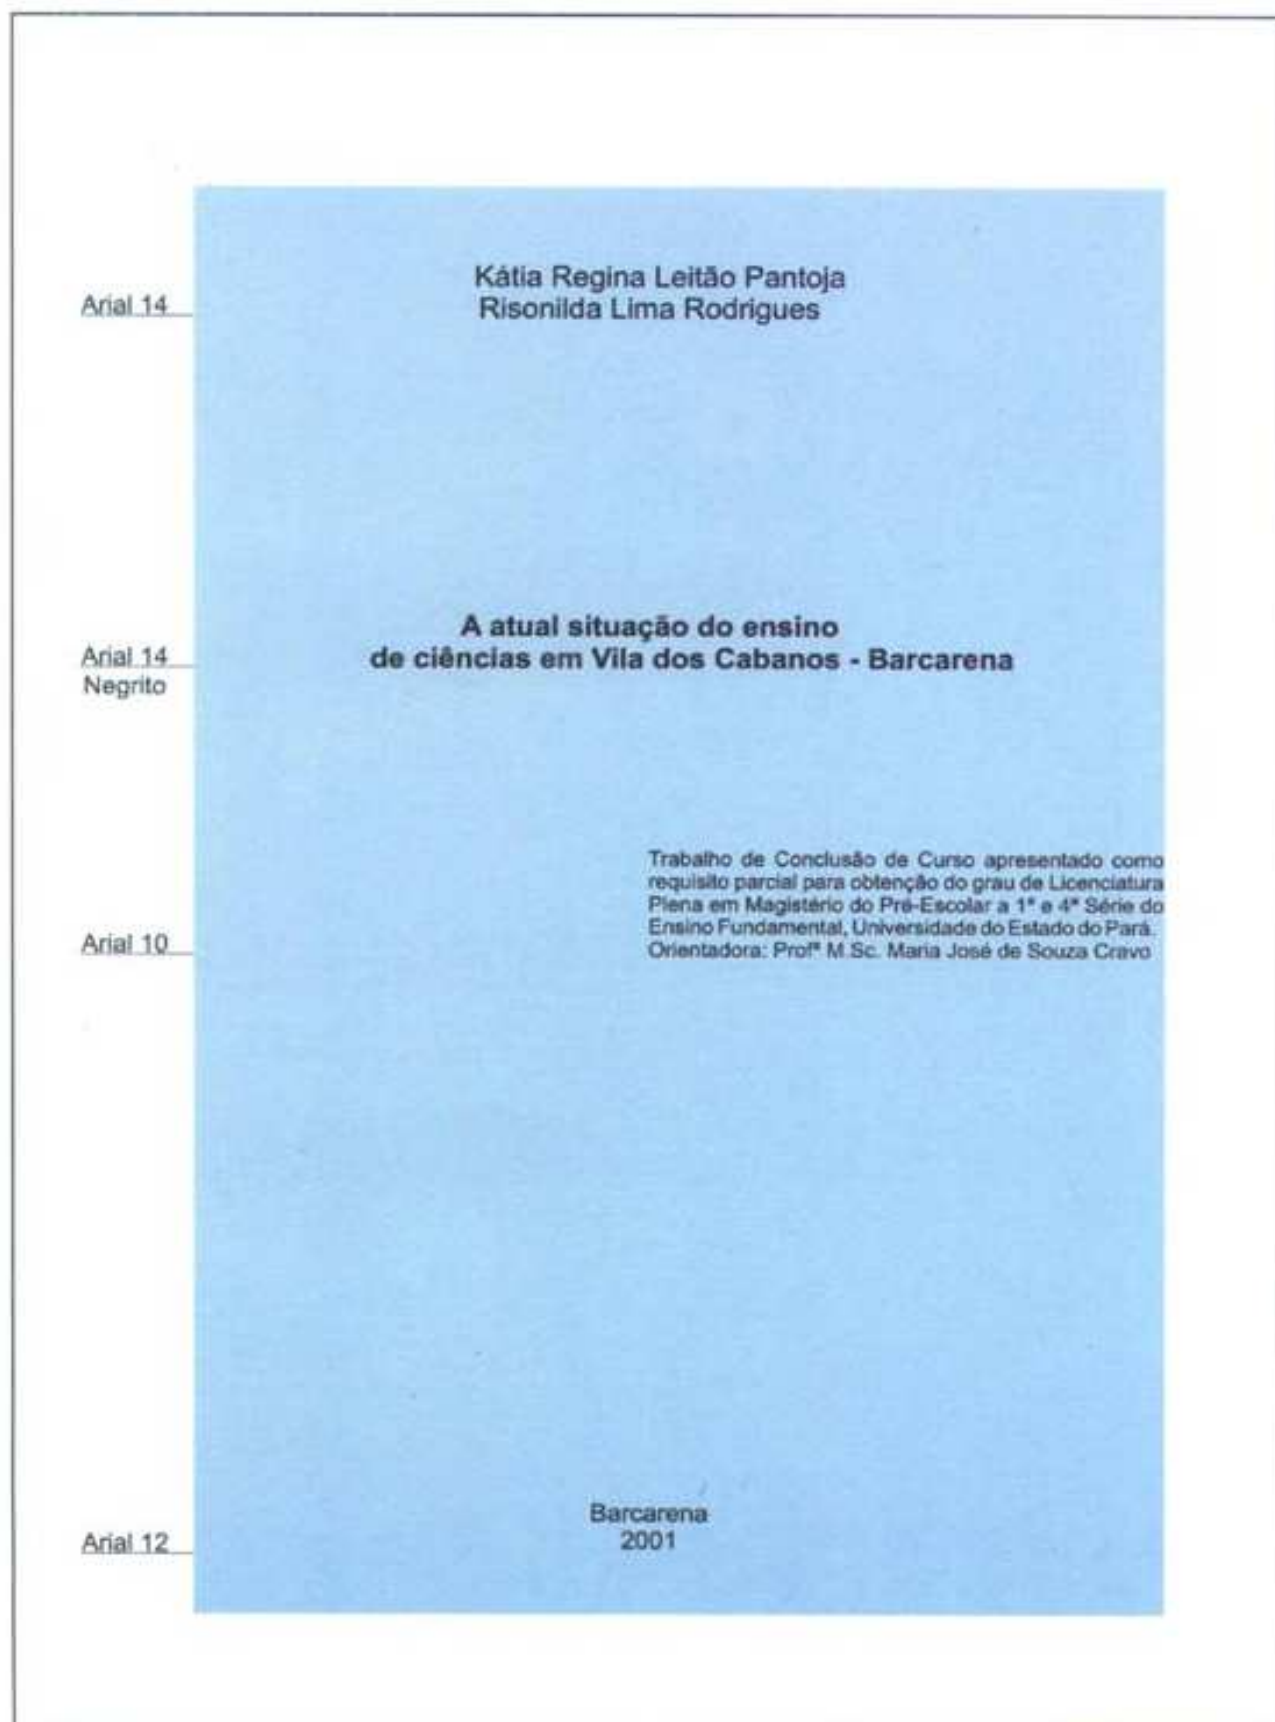 Kátia Regina Leitão Pantoja
Risonilda Lima Rodrigues
Arial 14
A atual situação do ensino
de ciências em Vila dos Cabanos - Barcarena
Arial 14
Negrito
Trabalho de Conclusão de Curso apresentado como
requisito parcial para obtenção do grau de Licenciatura
Plena em Magistério do Pré-Escolar a 1ª e 4ª Série do
Ensino Fundamental, Universidade do Estado do Pará.
Orientadora: Profª M.Sc. Maria José de Souza Cravo
Arial 10
Barcarena
2001
Arial 12